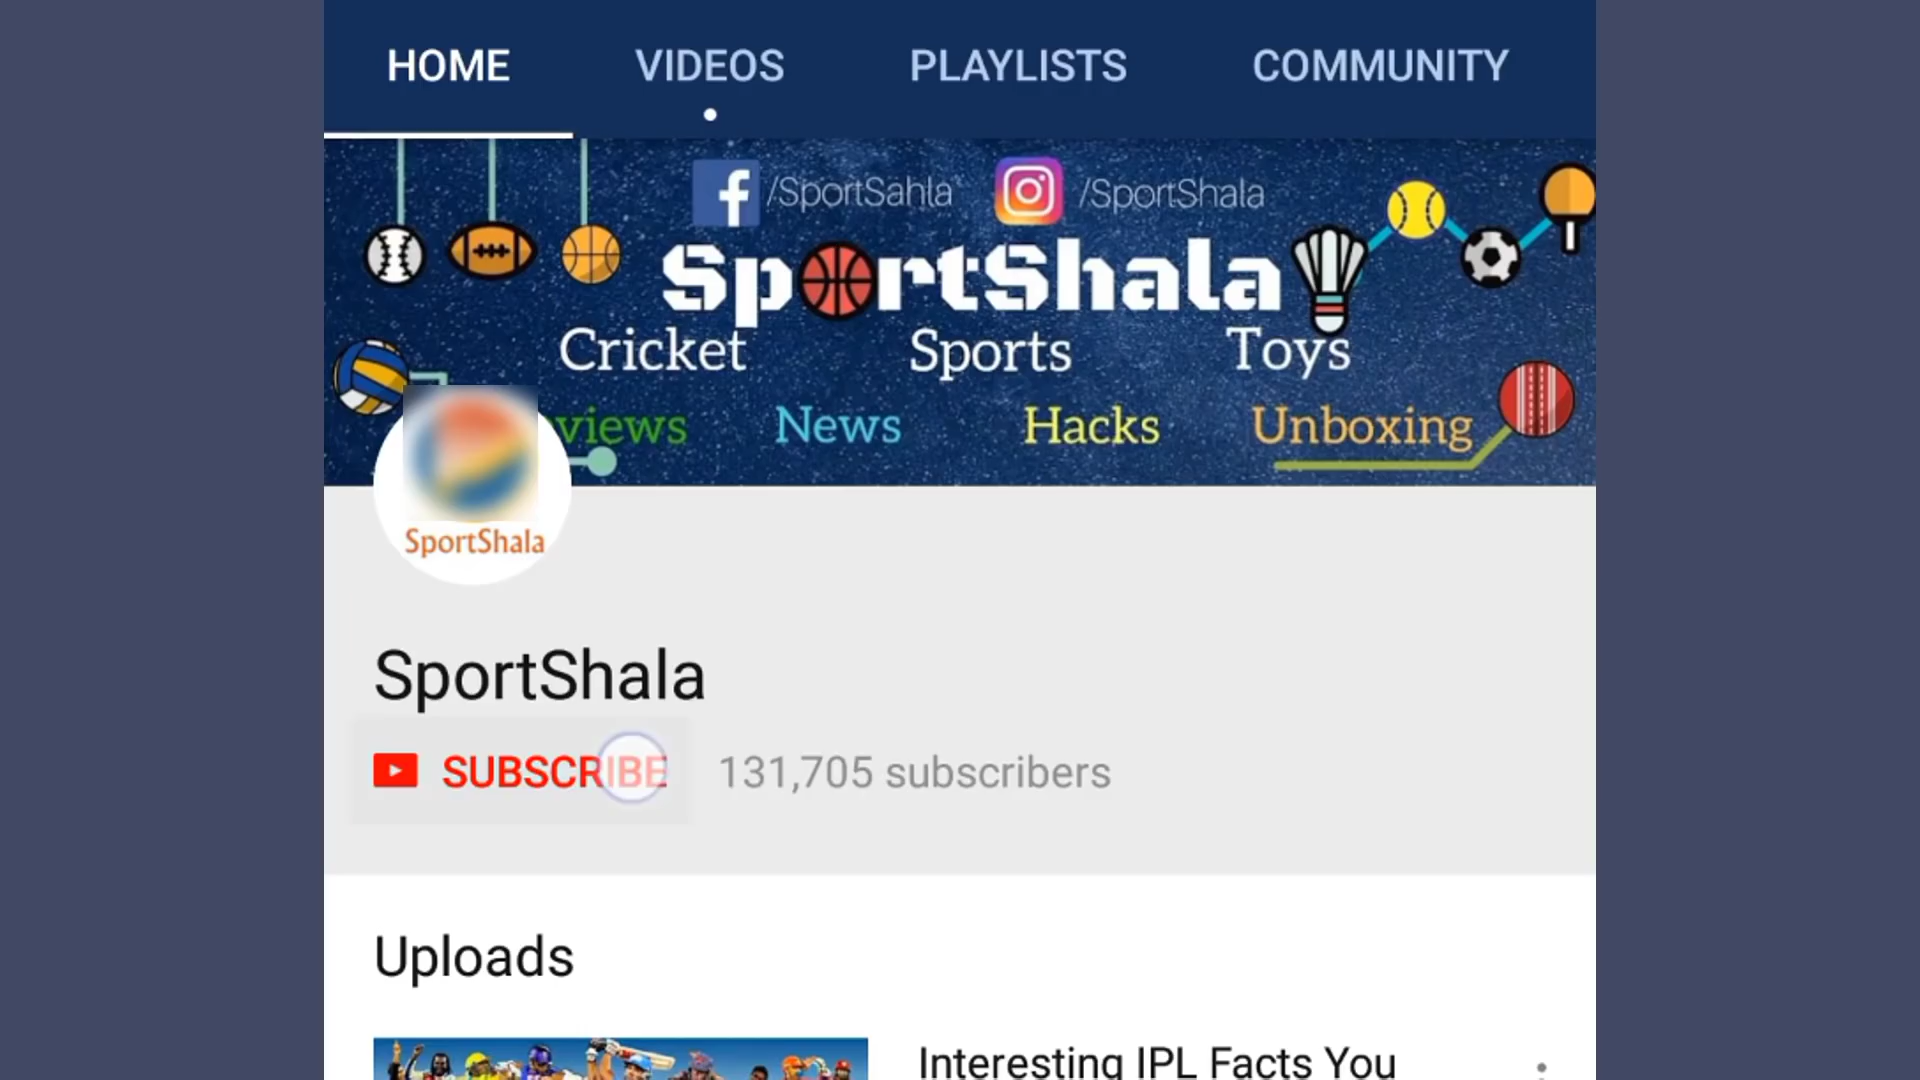 HOME VIDEOS PLAYLISTS COMMUNITY
/SportSahla /SportShala
SportShala
Cricket Sports Toys
views News Hacks Unboxing
SportShala
SportShala
SUBSCRIBE 131,705 subscribers
Uploads
Interesting IPL Facts You